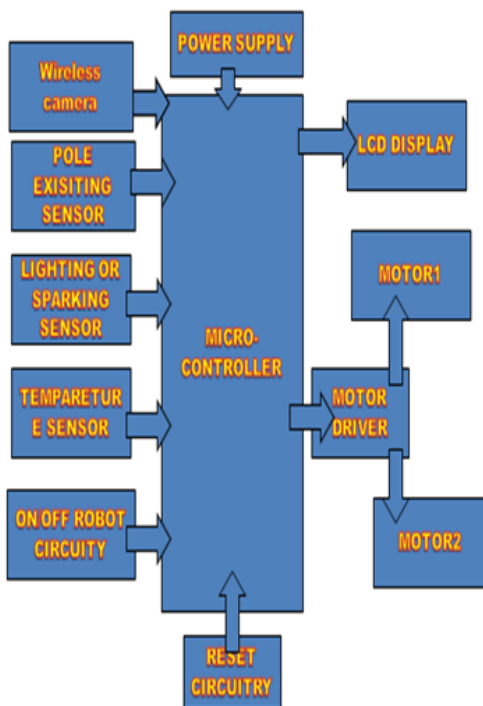 POWER SUPPLY
Wireless
camera
POLE
EXISITING
SENSOR
LIGHTING OR
SPARKING
SENSOR
TEMPARETUR
E SENSOR
ON OFF ROBOT
CIRCUITY
MICRO-
CONTROLLER
RESET
CIRCUITRY
LCD DISPLAY
MOTOR1
MOTOR
DRIVER
MOTOR2